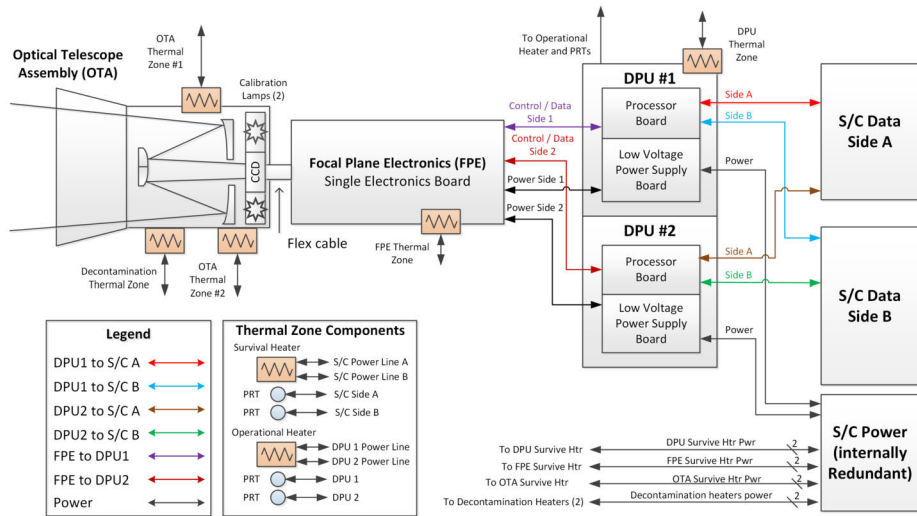 Optical Telescope
Assembly (OTA)
OTA
Thermal
Zone #1
Calibration
Lamps (2)
CCD
Flex cable
Decontamination
Thermal Zone
OTA
Thermal
Zone #2
Focal Plane Electronics (FPE)
Single Electronics Board
FPE Thermal
Zone
Control / Data
Side 1
Control / Data
Side 2
Power Side 1
Power Side 2
To Operational
Heater and PRTs
DPU
Thermal
Zone
DPU #1
Processor
Board
Low Voltage
Power Supply
Board
DPU #2
Processor
Board
Low Voltage
Power Supply
Board
Side A
Side B
Power
Side A
Side B
Power
S/C Data
Side A
S/C Data
Side B
S/C Power
(internally
Redundant)
To DPU Survive Htr
DPU Survive Htr Pwr
2
To FPE Survive Htr
FPE Survive Htr Pwr
2
To OTA Survive Htr
OTA Survive Htr Pwr
2
To Decontamination Heaters (2)
Decontamination heaters power
2
Legend
DPU1 to S/C A
DPU1 to S/C B
DPU2 to S/C A
DPU2 to S/C B
FPE to DPU1
FPE to DPU2
Power
Thermal Zone Components
Survival Heater
S/C Power Line A
S/C Power Line B
PRT
S/C Side A
PRT
S/C Side B
Operational Heater
DPU 1 Power Line
DPU 2 Power Line
PRT
DPU 1
PRT
DPU 2